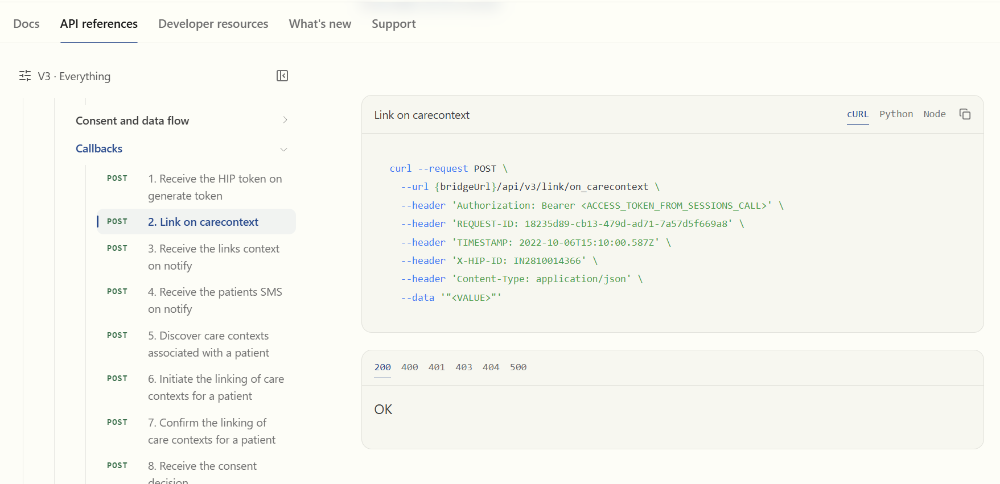 Docs API references Developer resources What's new Support
V3 · Everything
Consent and data flow
Callbacks
POST 1. Receive the HIP token on
generate token
POST 2. Link on carecontext
POST 3. Receive the links context
on notify
POST 4. Receive the patients SMS
on notify
POST 5. Discover care contexts
associated with a patient
POST 6. Initiate the linking of care
contexts for a patient
POST 7. Confirm the linking of
care contexts for a patient
POST 8. Receive the consent
decision
Link on carecontext cURL Python Node
curl --request POST \
--url {bridgeUrl}/api/v3/link/on_carecontext \
--header 'Authorization: Bearer <ACCESS_TOKEN_FROM_SESSIONS_CALL>' \
--header 'REQUEST-ID: 18235d89-cb13-479d-ad71-7a57d5f669a8' \
--header 'TIMESTAMP: 2022-10-06T15:10:00.587Z' \
--header 'X-HIP-ID: IN2810014366' \
--header 'Content-Type: application/json' \
--data '"<VALUE>"'
200 400 401 403 404 500
OK